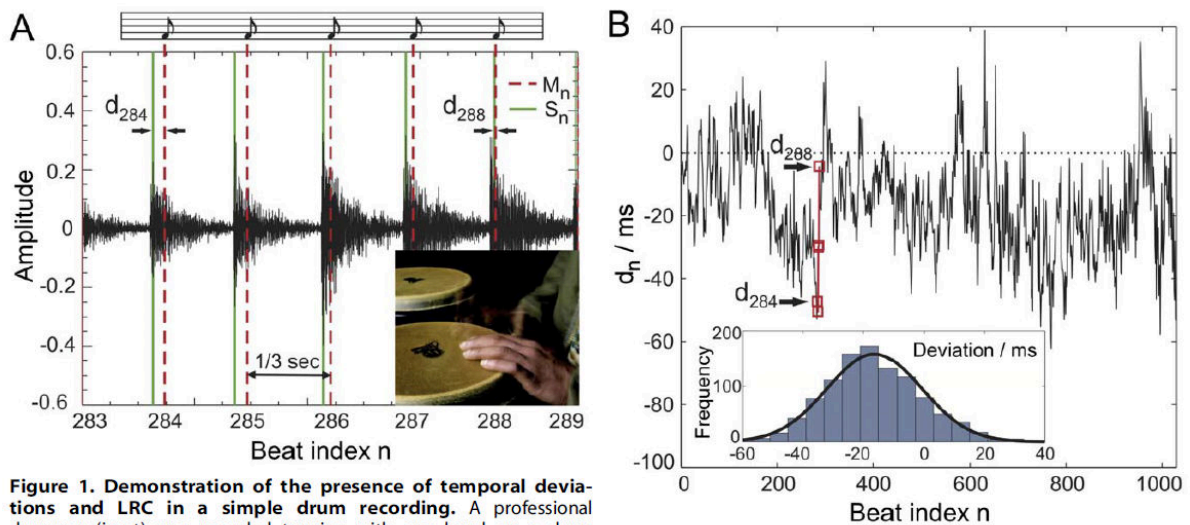 A
0.6
0.4
0.2
0
-0.2
-0.4
-0.6
Amplitude
d284
d288
Mn
Sn
1/3 sec
283 284 285 286 287 288 289
Beat index n
Figure 1. Demonstration of the presence of temporal devia-
tions and LRC in a simple drum recording. A professional
B
40
20
0
-20
-40
-60
-80
-100
dn / ms
d288
d284
200
100
0
Frequency
Deviation / ms
-60 -40 -20 0 20 40
0 200 400 600 800 1000
Beat index n